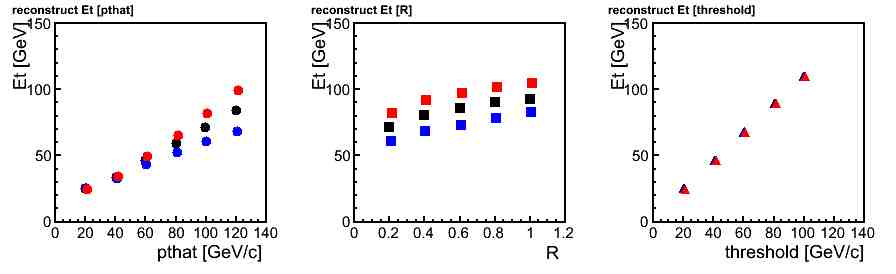 reconstruct Et [pthat]
Et [GeV]
150
100
50
0
0 20 40 60 80 100 120 140
pthat [GeV/c]
reconstruct Et [R]
Et [GeV]
150
100
50
0
0 0.2 0.4 0.6 0.8 1.0 1.2
R
reconstruct Et [threshold]
Et [GeV]
150
100
50
0
0 20 40 60 80 100 120 140
threshold [GeV/c]